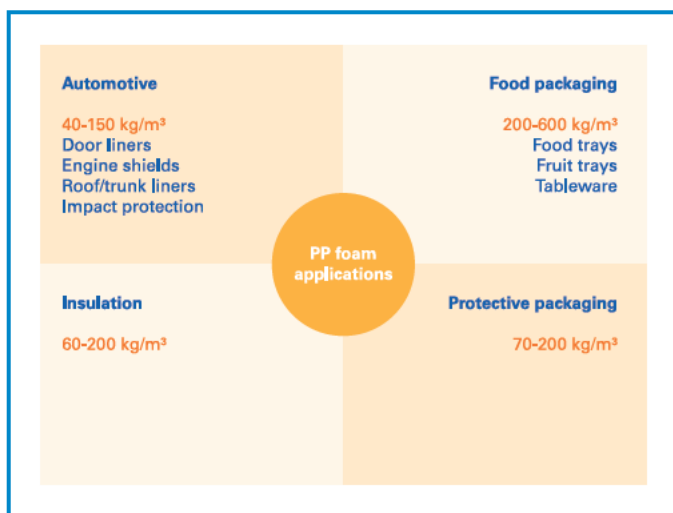 Automotive
40-150 kg/m³
Door liners
Engine shields
Roof/trunk liners
Impact protection
Food packaging
200-600 kg/m³
Food trays
Fruit trays
Tableware
PP foam
applications
Insulation
60-200 kg/m³
Protective packaging
70-200 kg/m³